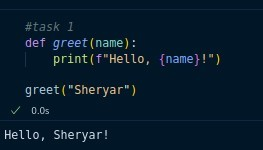 #task 1
def greet(name):
    print(f"Hello, {name}!")
greet("Sheryar")
✓ 0.0s
Hello, Sheryar!